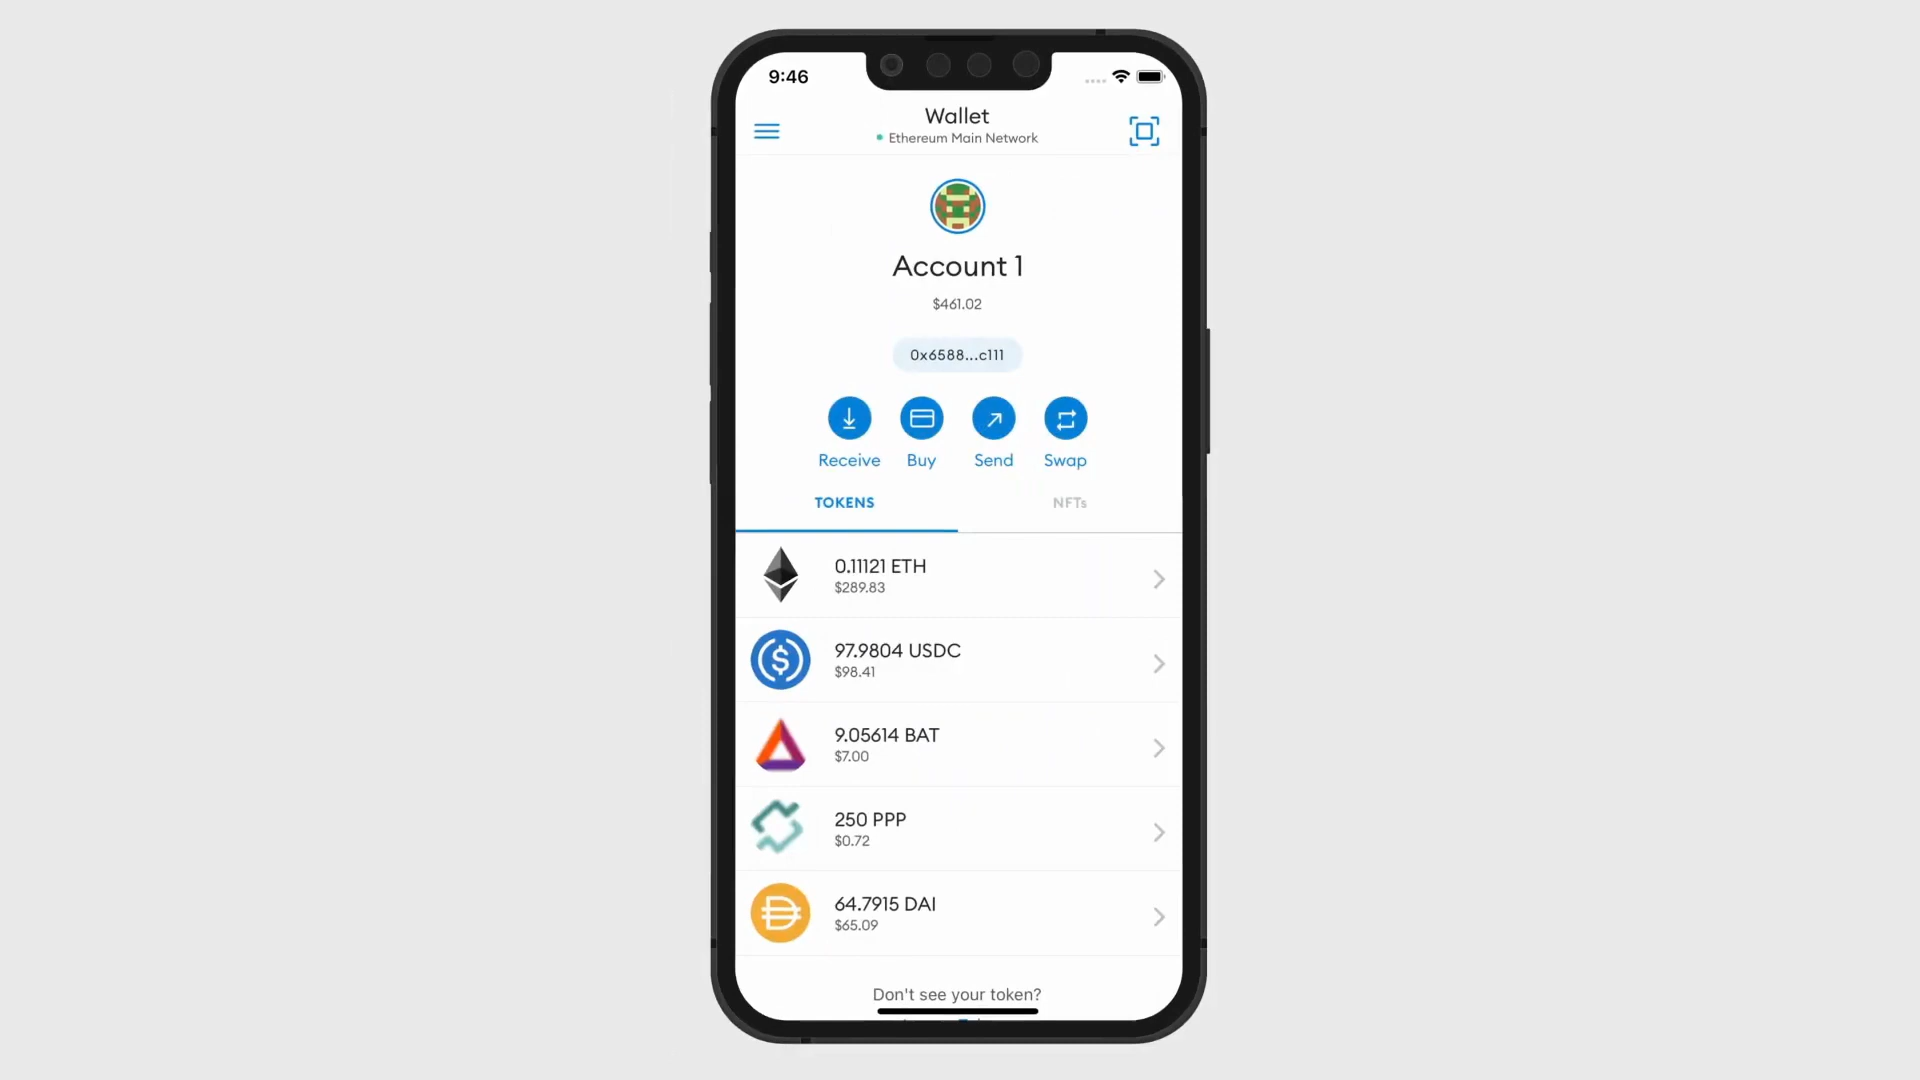 9:46
Wallet
Ethereum Main Network
Account 1
$461.02
0x6588...c111
Receive Buy Send Swap
TOKENS NFTs
0.11121 ETH
$289.83
97.9804 USDC
$98.41
9.05614 BAT
$7.00
250 PPP
$0.72
64.7915 DAI
$65.09
Don't see your token?